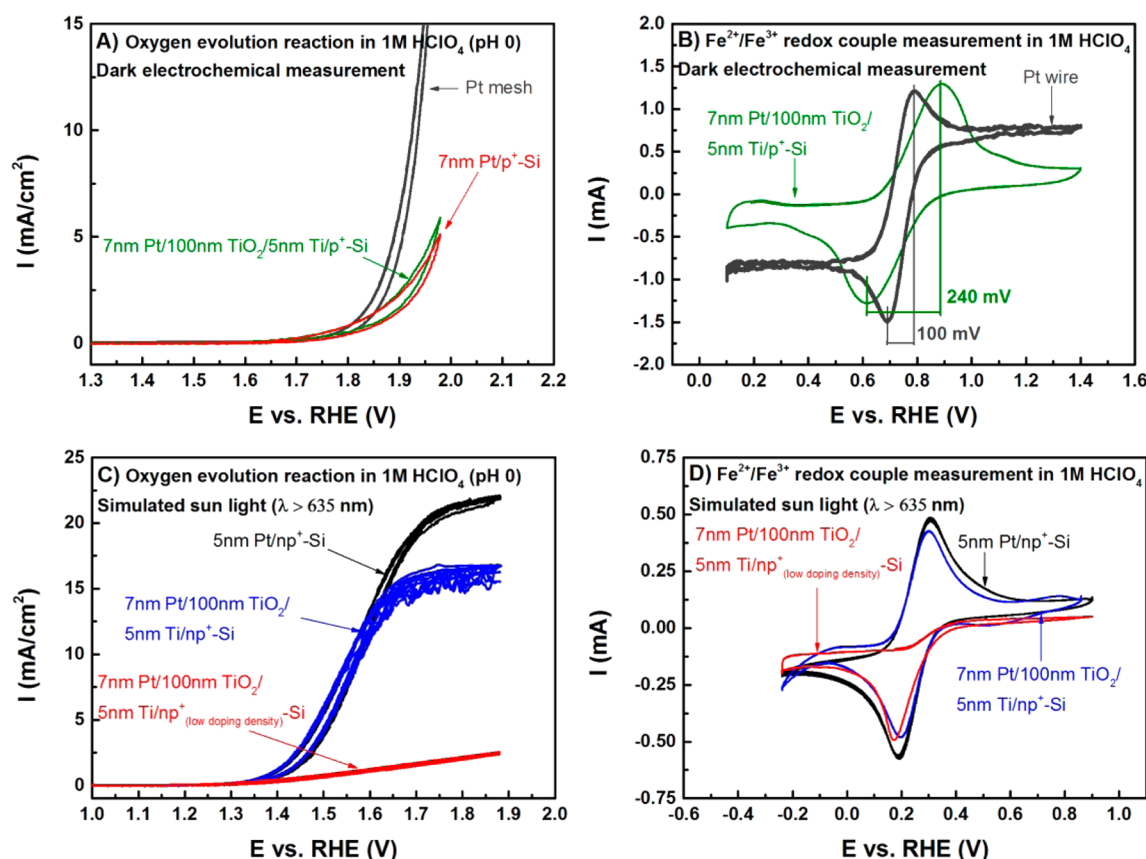 A) Oxygen evolution reaction in 1M HClO₄ (pH 0)
Dark electrochemical measurement
Pt mesh
7nm Pt/p⁺-Si
7nm Pt/100nm TiO₂/5nm Ti/p⁺-Si
I (mA/cm²)
15
10
5
0
1.3 1.4 1.5 1.6 1.7 1.8 1.9 2.0 2.1 2.2
E vs. RHE (V)
B) Fe²⁺/Fe³⁺ redox couple measurement in 1M HClO₄
Dark electrochemical measurement
Pt wire
7nm Pt/100nm TiO₂/
5nm Ti/p⁺-Si
240 mV
100 mV
I (mA)
2.0
1.5
1.0
0.5
0.0
-0.5
-1.0
-1.5
-2.0
0.0 0.2 0.4 0.6 0.8 1.0 1.2 1.4 1.6
E vs. RHE (V)
C) Oxygen evolution reaction in 1M HClO₄ (pH 0)
Simulated sun light (λ > 635 nm)
5nm Pt/np⁺-Si
7nm Pt/100nm TiO₂/
5nm Ti/np⁺-Si
7nm Pt/100nm TiO₂/
5nm Ti/np⁺(low doping density)-Si
I (mA/cm²)
25
20
15
10
5
0
1.0 1.1 1.2 1.3 1.4 1.5 1.6 1.7 1.8 1.9 2.0
E vs. RHE (V)
D) Fe²⁺/Fe³⁺ redox couple measurement in 1M HClO₄
Simulated sun light (λ > 635 nm)
7nm Pt/100nm TiO₂/
5nm Ti/np⁺(low doping density)-Si
5nm Pt/np⁺-Si
7nm Pt/100nm TiO₂/
5nm Ti/np⁺-Si
I (mA)
0.75
0.50
0.25
0.00
-0.25
-0.50
-0.75
-0.6 -0.4 -0.2 0.0 0.2 0.4 0.6 0.8 1.0
E vs. RHE (V)